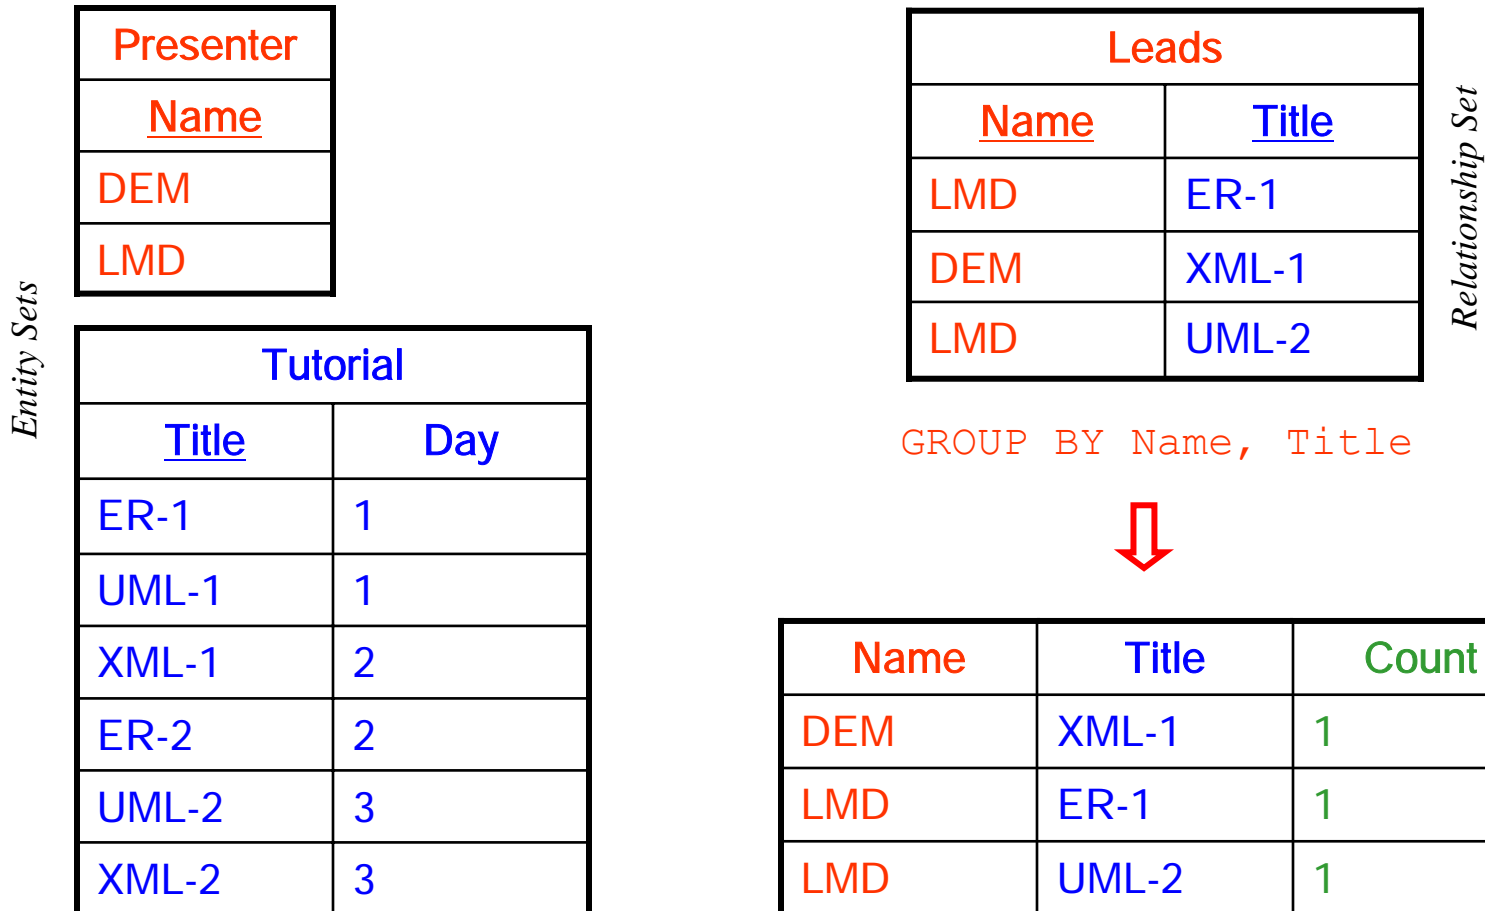 Entity Sets
Presenter
Name
DEM
LMD
Tutorial
Title Day
ER-1 1
UML-1 1
XML-1 2
ER-2 2
UML-2 3
XML-2 3
Leads
Name Title
LMD ER-1
DEM XML-1
LMD UML-2
Relationship Set
GROUP BY Name, Title
Name Title Count
DEM XML-1 1
LMD ER-1 1
LMD UML-2 1